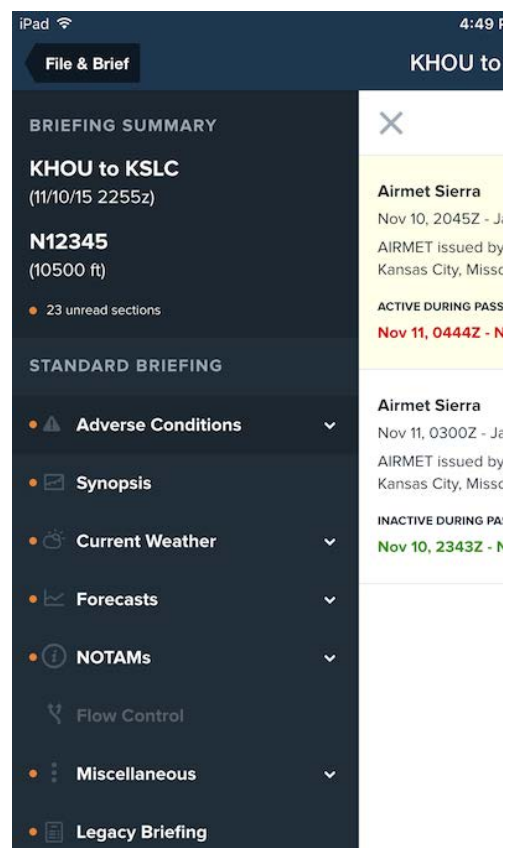 iPad
4:49
File & Brief
KHOU to
BRIEFING SUMMARY
KHOU to KSLC
(11/10/15 2255z)
N12345
(10500 ft)
23 unread sections
STANDARD BRIEFING
Adverse Conditions
Synopsis
Current Weather
Forecasts
NOTAMs
Flow Control
Miscellaneous
Legacy Briefing
Airmet Sierra
Nov 10, 2045Z -
AIRMET issued by
Kansas City,
ACTIVE DURING
Nov 11, 0444Z -
Airmet Sierra
Nov 11, 0300Z -
AIRMET issued by
Kansas City,
INACTIVE DURING
Nov 10, 2343Z -